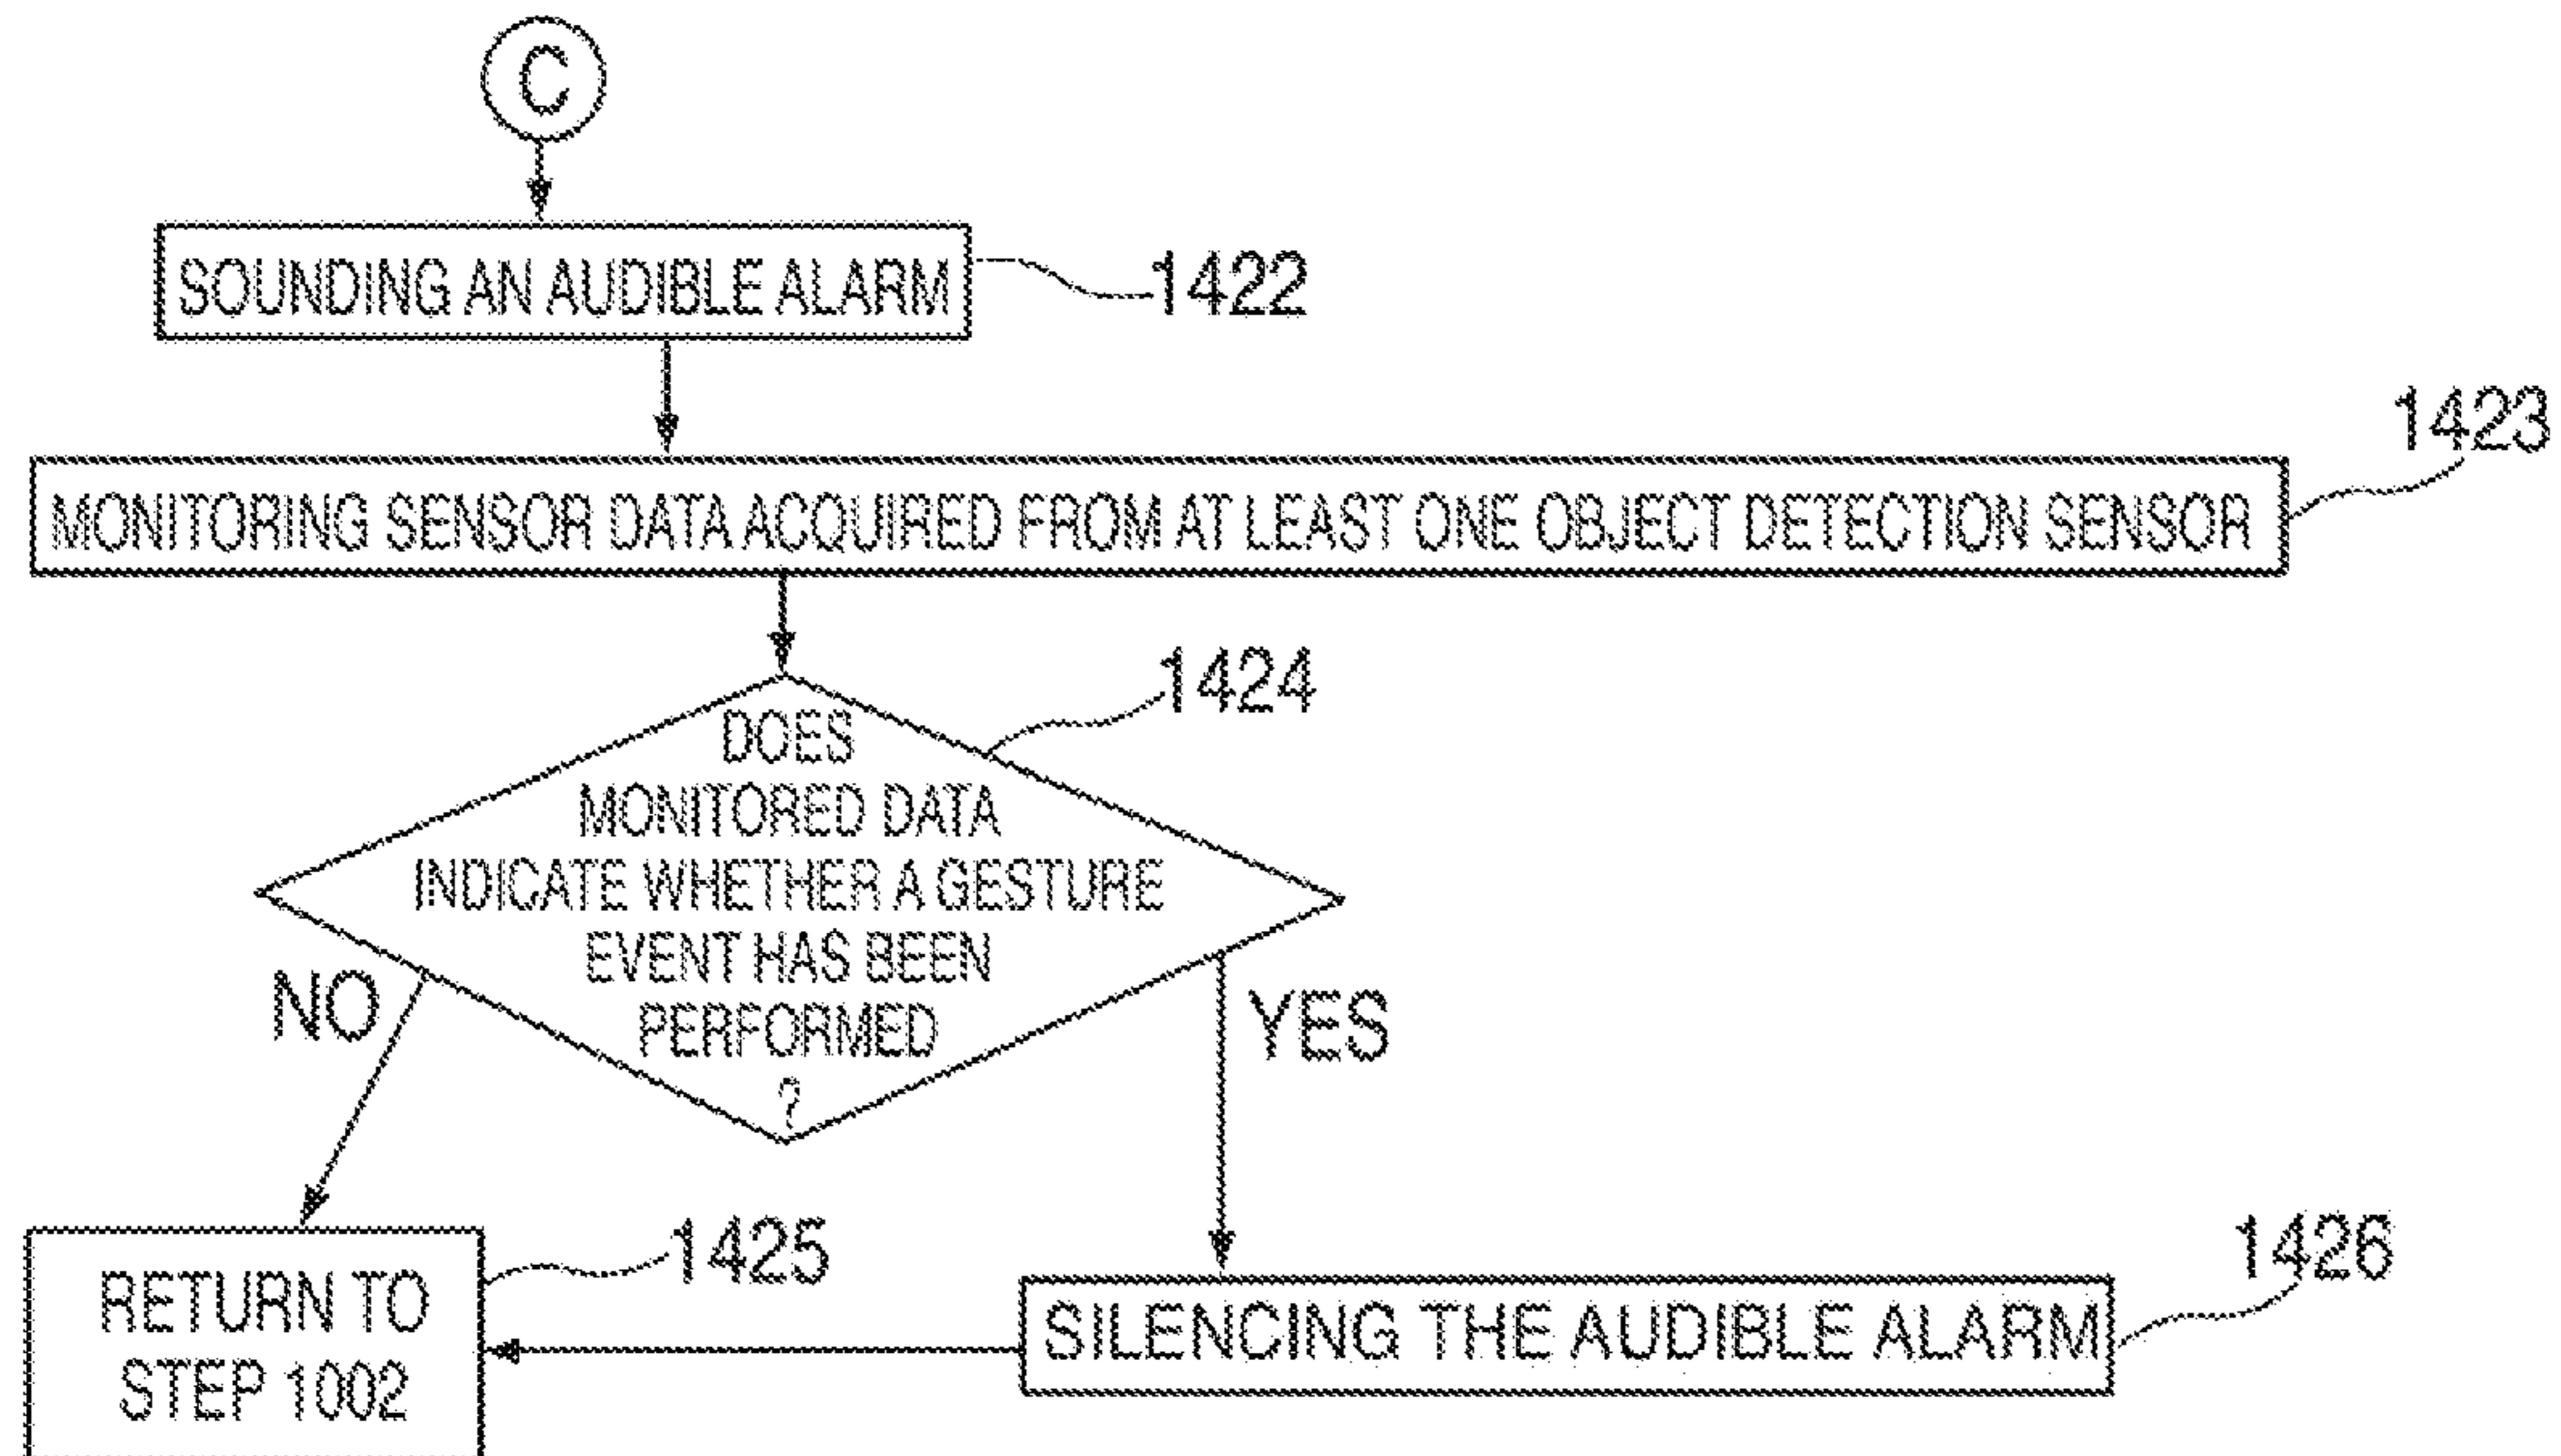 C
SOUNDING AN AUDIBLE ALARM
1422
1423
MONITORING SENSOR DATA ACQUIRED FROM AT LEAST ONE OBJECT DETECTION SENSOR
1424
DOES
MONITORED DATA
INDICATE WHETHER A GESTURE
EVENT HAS BEEN
PERFORMED
?
NO
YES
1425
1426
RETURN TO
STEP 1002
SILENCING THE AUDIBLE ALARM